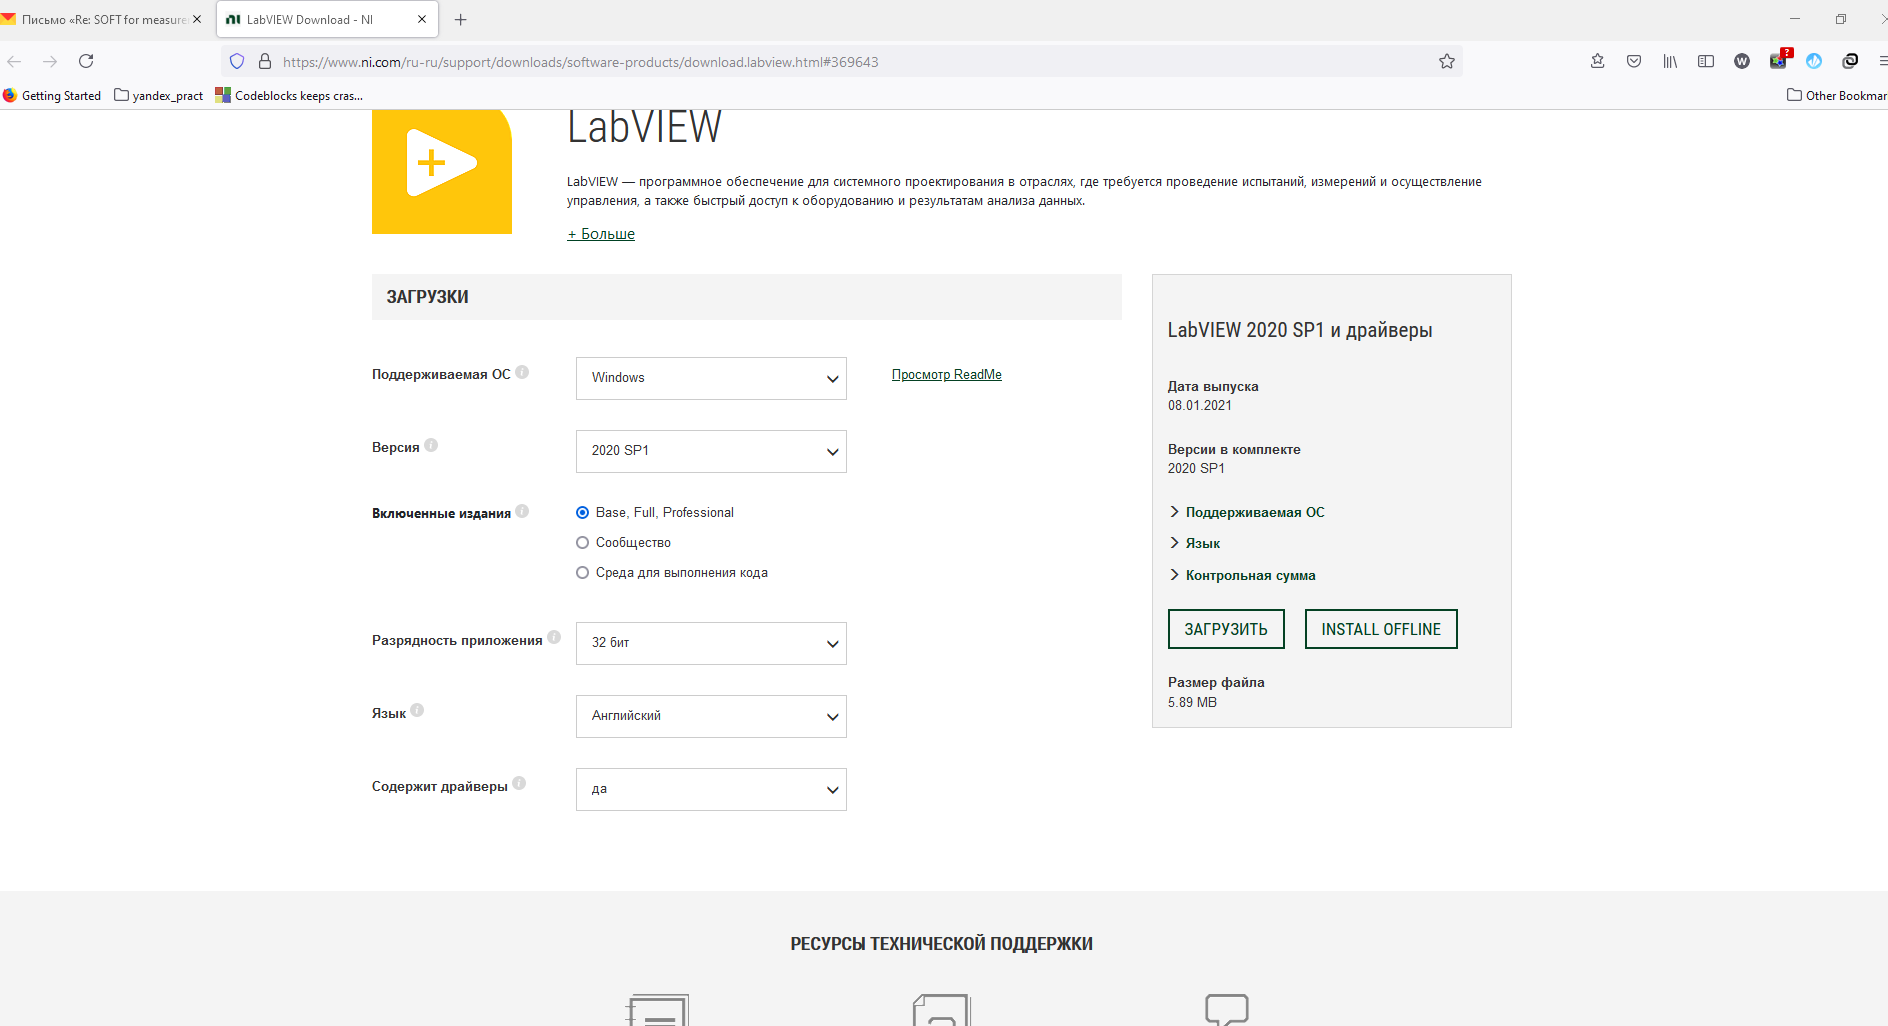 Письмо «Re: SOFT for measure
LabVIEW Download - NI
https://www.ni.com/ru-ru/support/downloads/software-products/download.labview.html#369643
Getting Started
yandex_pract
Codeblocks keeps cras...
Other Bookmar
LabVIEW
LabVIEW — программное обеспечение для системного проектирования в отраслях, где требуется проведение испытаний, измерений и осуществление
управления, а также быстрый доступ к оборудованию и результатам анализа данных.
+ Больше
ЗАГРУЗКИ
Поддерживаемая ОС
Windows
Просмотр ReadMe
Версия
2020 SP1
Включенные издания
Base, Full, Professional
Сообщество
Среда для выполнения кода
Разрядность приложения
32 бит
Язык
Английский
Содержит драйверы
да
LabVIEW 2020 SP1 и драйверы
Дата выпуска
08.01.2021
Версии в комплекте
2020 SP1
Поддерживаемая ОС
Язык
Контрольная сумма
ЗАГРУЗИТЬ
INSTALL OFFLINE
Размер файла
5.89 MB
РЕСУРСЫ ТЕХНИЧЕСКОЙ ПОДДЕРЖКИ